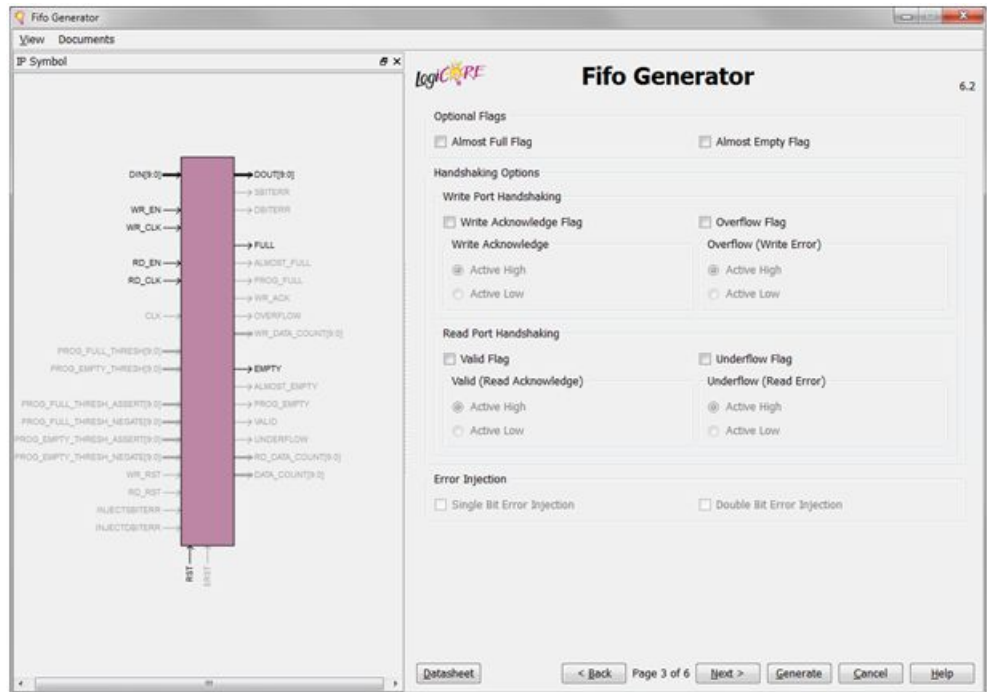 Fifo Generator
View Documents
IP Symbol
DIN[9:0]
WR_EN
WR_CLK
RD_EN
RD_CLK
CLK
PROG_FULL_THRESH[9:0]
PROG_EMPTY_THRESH[9:0]
PROG_FULL_THRESH_ASSERT[9:0]
PROG_FULL_THRESH_NEGATE[9:0]
PROG_EMPTY_THRESH_ASSERT[9:0]
PROG_EMPTY_THRESH_NEGATE[9:0]
WR_RST
RD_RST
INJECTSBITERR
INJECTDBITERR
DOUT[9:0]
SBITERR
DBITERR
FULL
ALMOST_FULL
PROG_FULL
WR_ACK
OVERFLOW
WR_DATA_COUNT[9:0]
EMPTY
ALMOST_EMPTY
PROG_EMPTY
VALID
UNDERFLOW
RD_DATA_COUNT[9:0]
DATA_COUNT[9:0]
RST
logiCORE
Fifo Generator
6.2
Optional Flags
Almost Full Flag Almost Empty Flag
Handshaking Options
Write Port Handshaking
Write Acknowledge Flag Overflow Flag
Write Acknowledge Overflow (Write Error)
Active High Active High
Active Low Active Low
Read Port Handshaking
Valid Flag Underflow Flag
Valid (Read Acknowledge) Underflow (Read Error)
Active High Active High
Active Low Active Low
Error Injection
Single Bit Error Injection Double Bit Error Injection
Datasheet < Back Page 3 of 6 Next > Generate Cancel Help